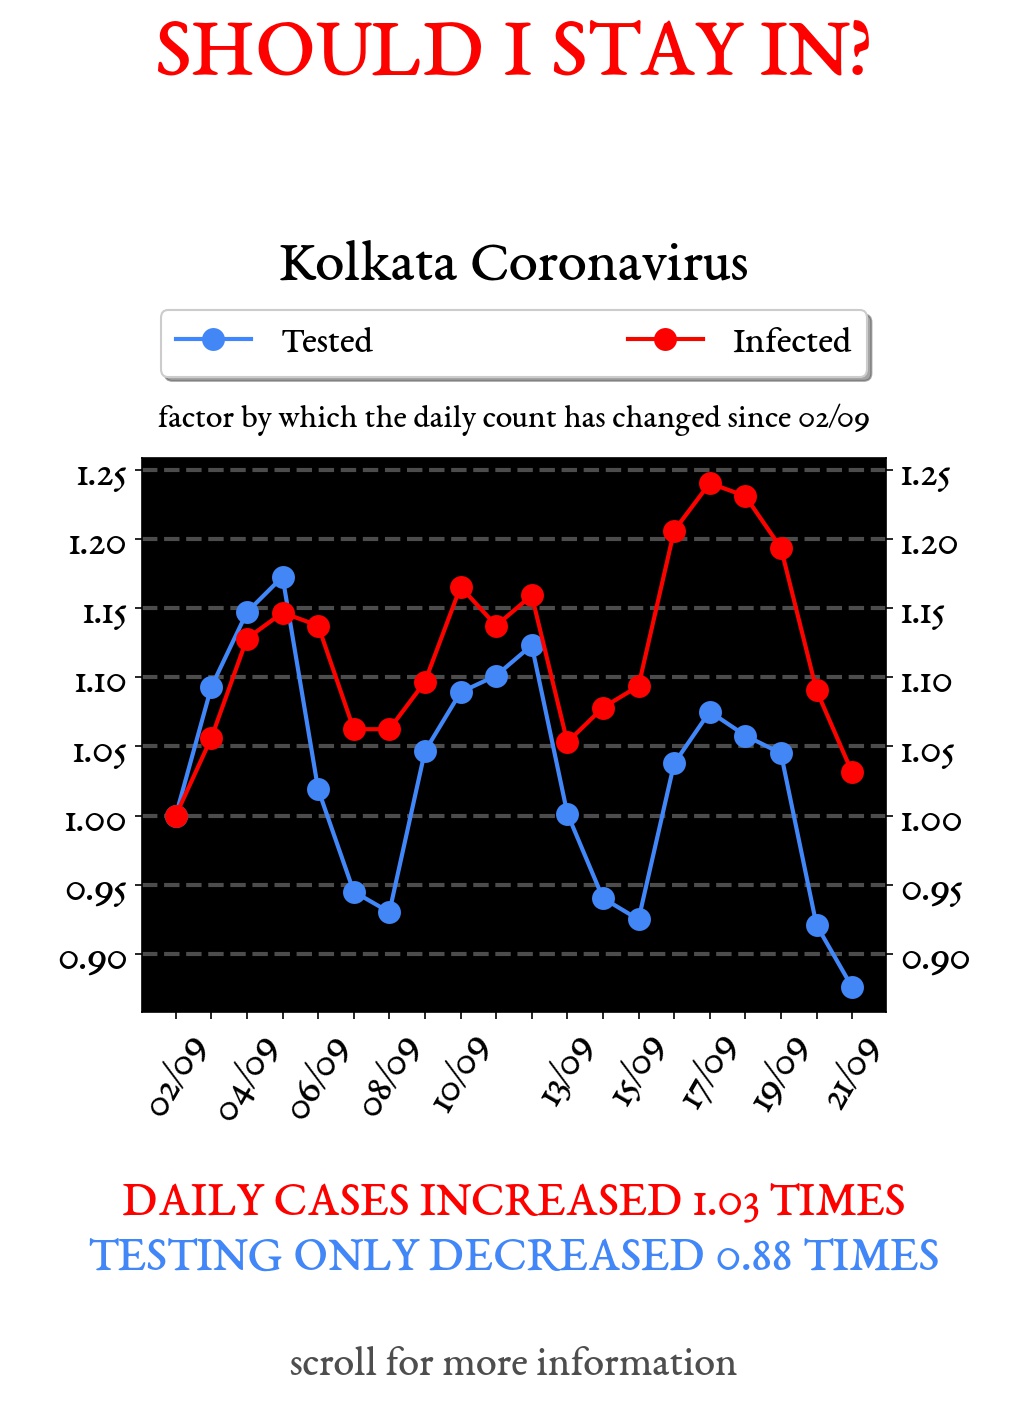 SHOULD I STAY IN?
Kolkata Coronavirus
Tested Infected
factor by which the daily count has changed since 02/09
1.25 1.25
1.20 1.20
1.15 1.15
1.10 1.10
1.05 1.05
1.00 1.00
0.95 0.95
0.90 0.90
02/09 04/09 06/09 08/09 10/09 13/09 15/09 17/09 19/09 21/09
DAILY CASES INCREASED 1.03 TIMES
TESTING ONLY DECREASED 0.88 TIMES
scroll for more information